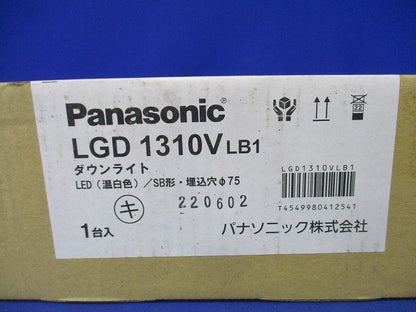 Panasonic
22
LGD 1310V LB1
ダウンライト
LED（温白色）／SB形・埋込穴φ75
キ
1台入
220602
LGD1310VLB1
T4549980412541
パナソニック株式会社